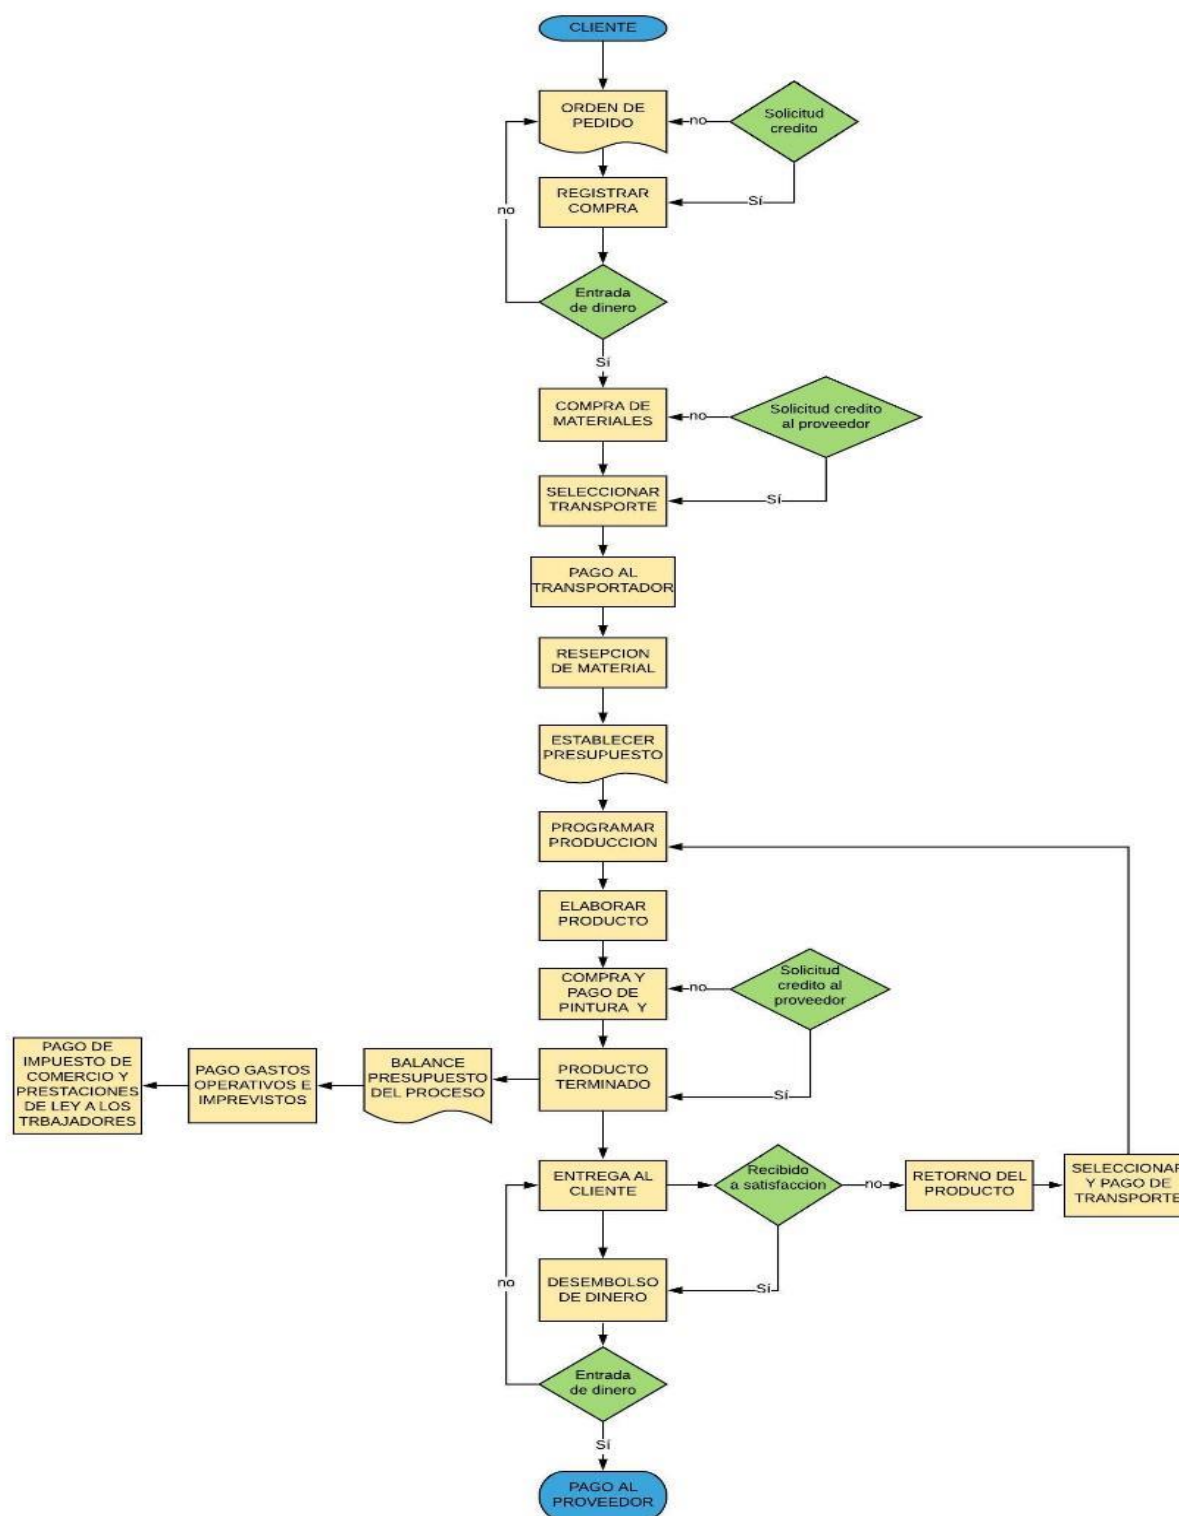 CLIENTE
ORDEN DE
PEDIDO
no
Solicitud
credito
REGISTRAR
COMPRA
Sí
no
Entrada
de dinero
Sí
COMPRA DE
MATERIALES
no
Solicitud credito
al proveedor
SELECCIONAR
TRANSPORTE
Sí
PAGO AL
TRANSPORTADOR
RESEPCION
DE MATERIAL
ESTABLECER
PRESUPUESTO
PROGRAMAR
PRODUCCION
ELABORAR
PRODUCTO
COMPRA Y
PAGO DE
PINTURA Y
no
Solicitud
credito al
proveedor
PAGO DE
IMPUESTO DE
COMERCIO Y
PRESTACIONES
DE LEY A LOS
TRBAJADORES
PAGO GASTOS
OPERATIVOS E
IMPREVISTOS
BALANCE
PRESUPUESTO
DEL PROCESO
PRODUCTO
TERMINADO
Sí
ENTREGA AL
CLIENTE
Recibido
a satisfaccion
no
RETORNO DEL
PRODUCTO
SELECCIONAR
Y PAGO DE
TRANSPORTE
no
DESEMBOLSO
DE DINERO
Sí
Entrada
de dinero
Sí
PAGO AL
PROVEEDOR